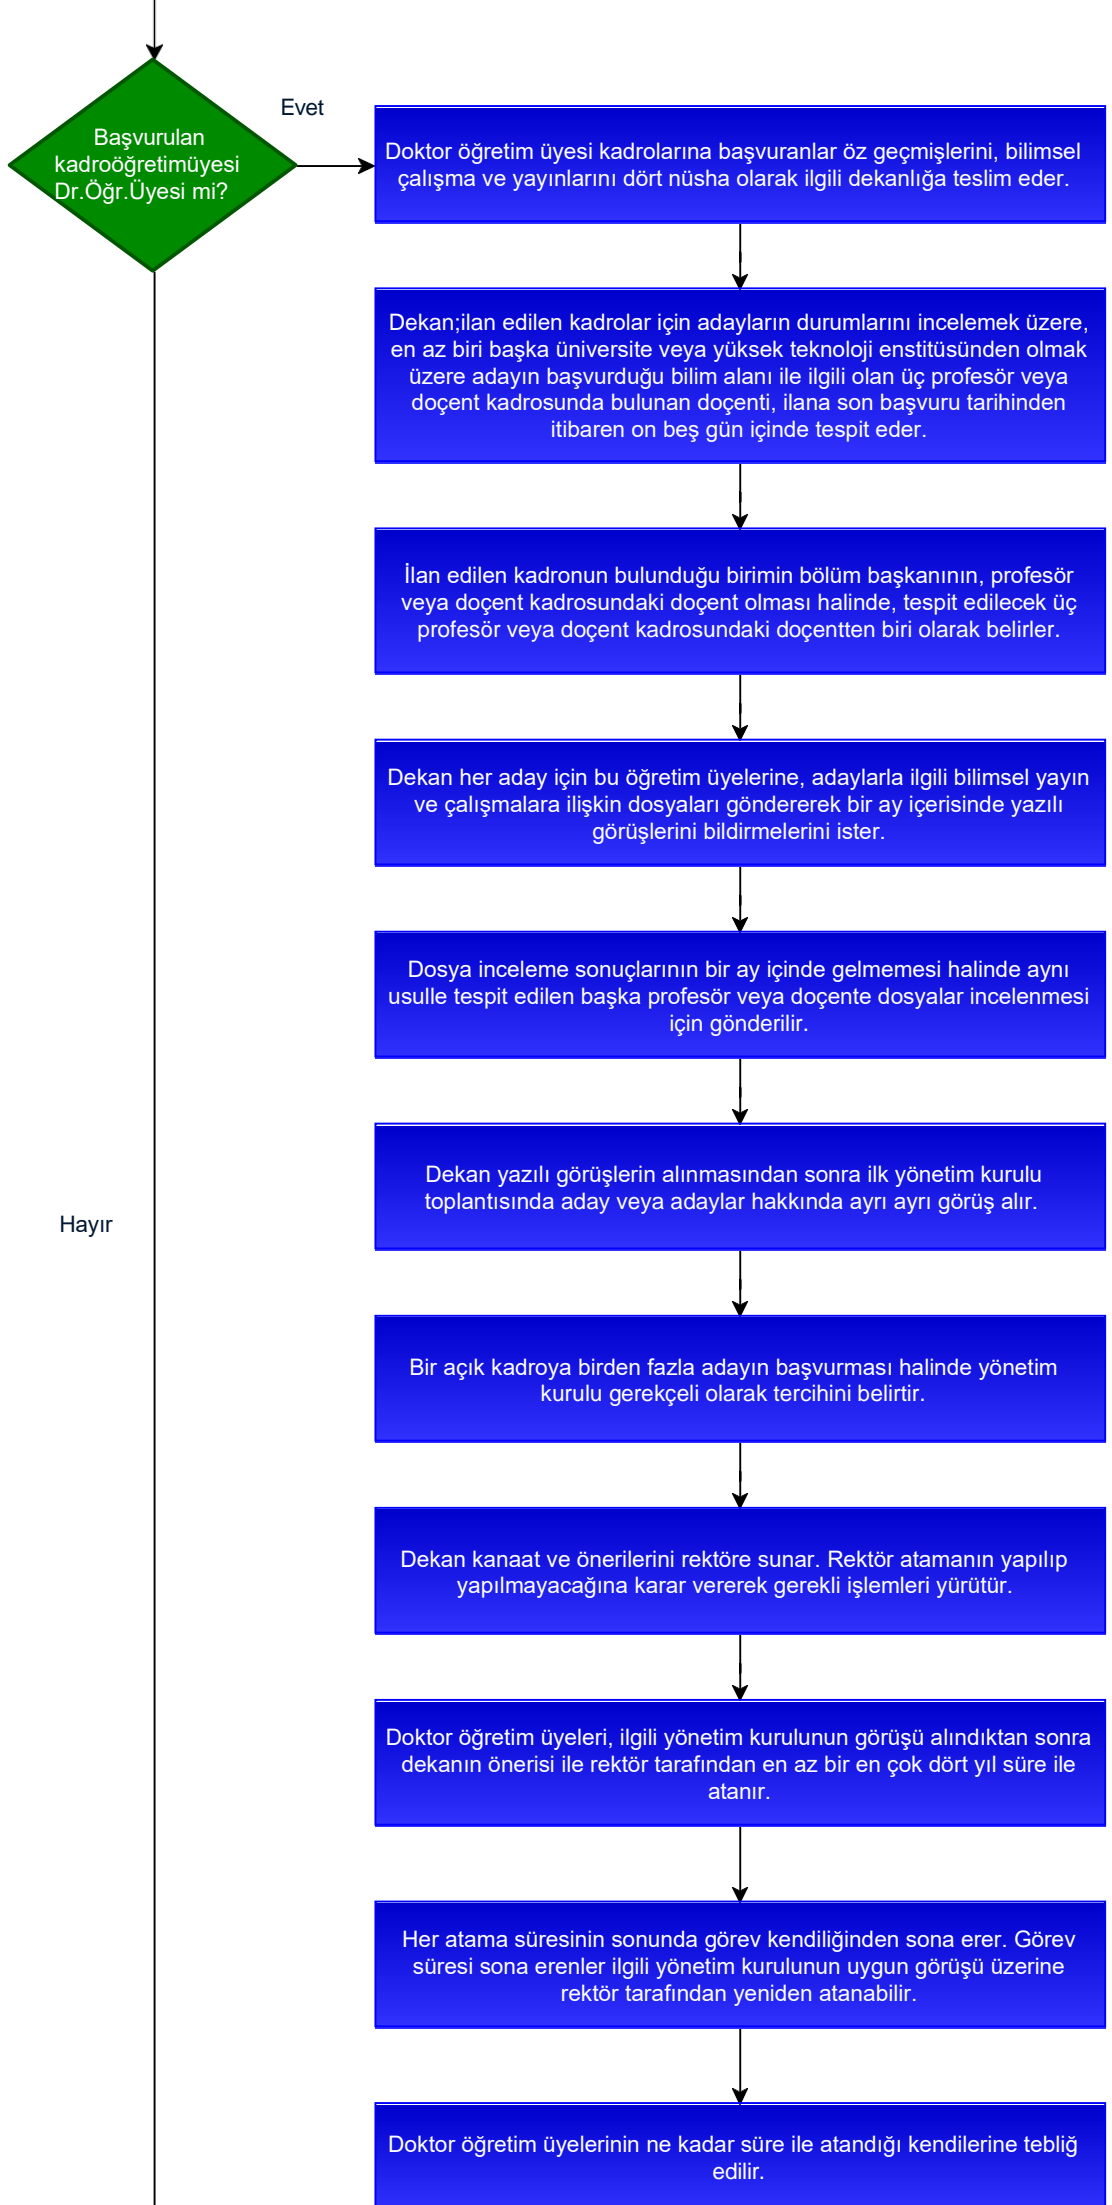 Başvurulan
kadroöğretimüyesi
Dr.Öğr.Üyesi mi?
Evet
Doktor öğretim üyesi kadrolarına başvuranlar öz geçmişlerini, bilimsel
çalışma ve yayınlarını dört nüsha olarak ilgili dekanlığa teslim eder.
Dekan;ilan edilen kadrolar için adayların durumlarını incelemek üzere,
en az biri başka üniversite veya yüksek teknoloji enstitüsünden olmak
üzere adayın başvurduğu bilim alanı ile ilgili olan üç profesör veya
doçent kadrosunda bulunan doçenti, ilana son başvuru tarihinden
itibaren on beş gün içinde tespit eder.
İlan edilen kadronun bulunduğu birimin bölüm başkanının, profesör
veya doçent kadrosundaki doçent olması halinde, tespit edilecek üç
profesör veya doçent kadrosundaki doçentten biri olarak belirler.
Dekan her aday için bu öğretim üyelerine, adaylarla ilgili bilimsel yayın
ve çalışmalara ilişkin dosyaları göndererek bir ay içerisinde yazılı
görüşlerini bildirmelerini ister.
Dosya inceleme sonuçlarının bir ay içinde gelmemesi halinde aynı
usulle tespit edilen başka profesör veya doçente dosyalar incelenmesi
için gönderilir.
Dekan yazılı görüşlerin alınmasından sonra ilk yönetim kurulu
toplantısında aday veya adaylar hakkında ayrı ayrı görüş alır.
Hayır
Bir açık kadroya birden fazla adayın başvurması halinde yönetim
kurulu gerekçeli olarak tercihini belirtir.
Dekan kanaat ve önerilerini rektöre sunar. Rektör atamanın yapılıp
yapılmayacağına karar vererek gerekli işlemleri yürütür.
Doktor öğretim üyeleri, ilgili yönetim kurulunun görüşü alındıktan sonra
dekanın önerisi ile rektör tarafından en az bir en çok dört yıl süre ile
atanır.
Her atama süresinin sonunda görev kendiliğinden sona erer. Görev
süresi sona erenler ilgili yönetim kurulunun uygun görüşü üzerine
rektör tarafından yeniden atanabilir.
Doktor öğretim üyelerinin ne kadar süre ile atandığı kendilerine tebliğ
edilir.